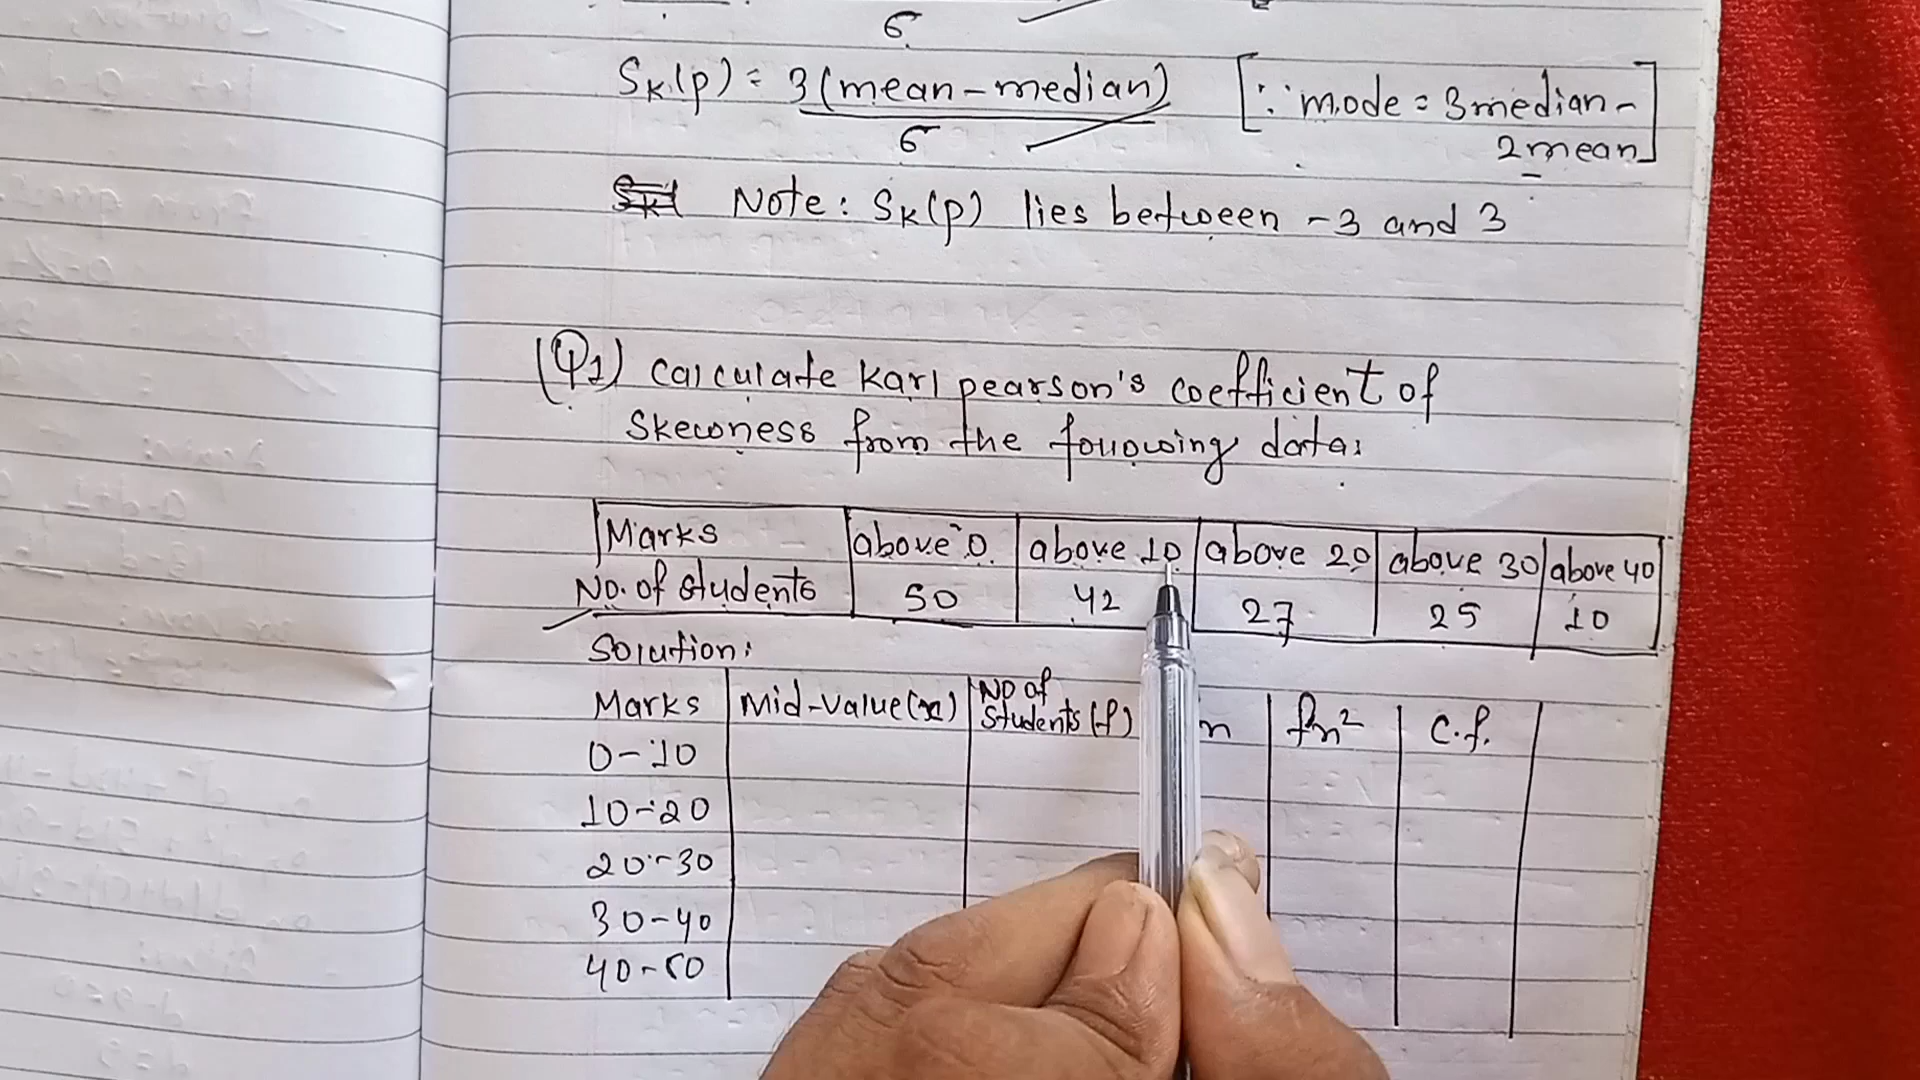 6
Sk(p) = 3(mean-median) [∵ mode = 3median-
6
2mean]
Note: Sk(p) lies between -3 and 3
(Q1) Calculate Karl pearson's coefficient of
Skewness from the following data:
Marks above 0 above 10 above 20 above 30 above 40
No. of students 50 42 27 25 10
Solution:
Marks Mid-value(x) No of Students (f) fx² c.f.
0-10
10-20
20-30
30-40
40-50